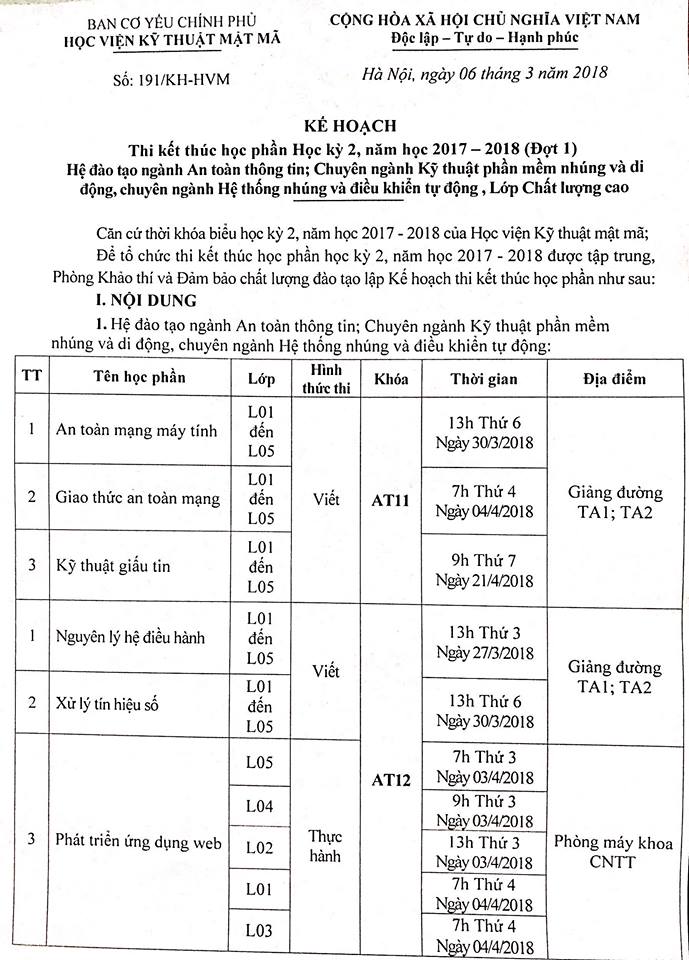 BAN CƠ YẾU CHÍNH PHỦ
HỌC VIỆN KỸ THUẬT MẬT MÃ
Số: 191/KH-HVM
CỘNG HÒA XÃ HỘI CHỦ NGHĨA VIỆT NAM
Độc lập – Tự do – Hạnh phúc
Hà Nội, ngày 06 tháng 3 năm 2018
KẾ HOẠCH
Thi kết thúc học phần Học kỳ 2, năm học 2017 – 2018 (Đợt 1)
Hệ đào tạo ngành An toàn thông tin; Chuyên ngành Kỹ thuật phần mềm nhúng và di
động, chuyên ngành Hệ thống nhúng và điều khiển tự động , Lớp Chất lượng cao
Căn cứ thời khóa biểu học kỳ 2, năm học 2017 - 2018 của Học viện Kỹ thuật mật mã;
Để tổ chức thi kết thúc học phần học kỳ 2, năm học 2017 - 2018 được tập trung,
Phòng Khảo thí và Đảm bảo chất lượng đào tạo lập Kế hoạch thi kết thúc học phần như sau:
I. NỘI DUNG
1. Hệ đào tạo ngành An toàn thông tin; Chuyên ngành Kỹ thuật phần mềm
nhúng và di động, chuyên ngành Hệ thống nhúng và điều khiển tự động:
TT Tên học phần Lớp Hình thức thi Khóa Thời gian Địa điểm
1 An toàn mạng máy tính
L01
đến
L05
13h Thứ 6
Ngày 30/3/2018
2 Giao thức an toàn mạng
L01
đến
L05
Viết
AT11
7h Thứ 4
Ngày 04/4/2018
Giảng đường
TA1; TA2
3 Kỹ thuật giấu tin
L01
đến
L05
9h Thứ 7
Ngày 21/4/2018
1 Nguyên lý hệ điều hành
L01
đến
L05
Viết
13h Thứ 3
Ngày 27/3/2018
Giảng đường
TA1; TA2
2 Xử lý tín hiệu số
L01
đến
L05
13h Thứ 6
Ngày 30/3/2018
AT12
3 Phát triển ứng dụng web
Thực
hành
L05
7h Thứ 3
Ngày 03/4/2018
L04
9h Thứ 3
Ngày 03/4/2018
L02
13h Thứ 3
Ngày 03/4/2018
Phòng máy khoa
CNTT
L01
7h Thứ 4
Ngày 04/4/2018
L03
7h Thứ 4
Ngày 04/4/2018